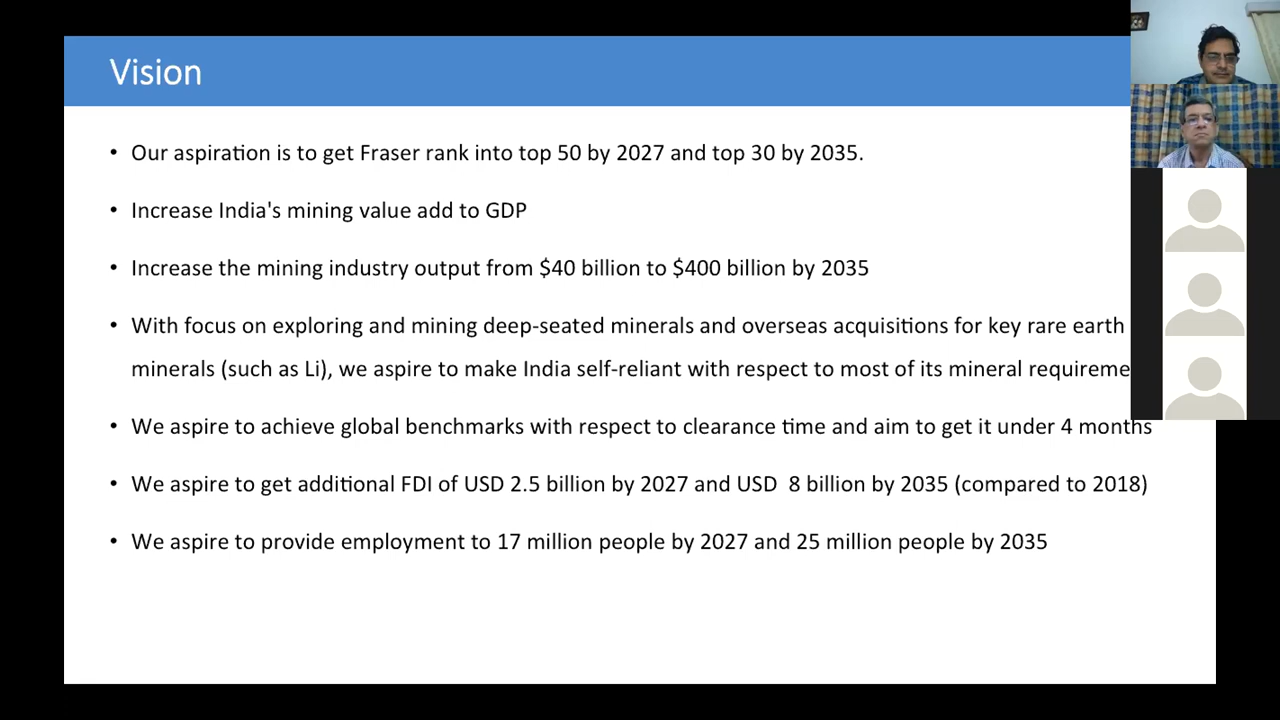 Vision
• Our aspiration is to get Fraser rank into top 50 by 2027 and top 30 by 2035.
• Increase India's mining value add to GDP
• Increase the mining industry output from $40 billion to $400 billion by 2035
• With focus on exploring and mining deep-seated minerals and overseas acquisitions for key rare earth
minerals (such as Li), we aspire to make India self-reliant with respect to most of its mineral
• We aspire to achieve global benchmarks with respect to clearance time and aim to get it under 4 months
• We aspire to get additional FDI of USD 2.5 billion by 2027 and USD  8 billion by 2035 (compared to 2018)
• We aspire to provide employment to 17 million people by 2027 and 25 million people by 2035